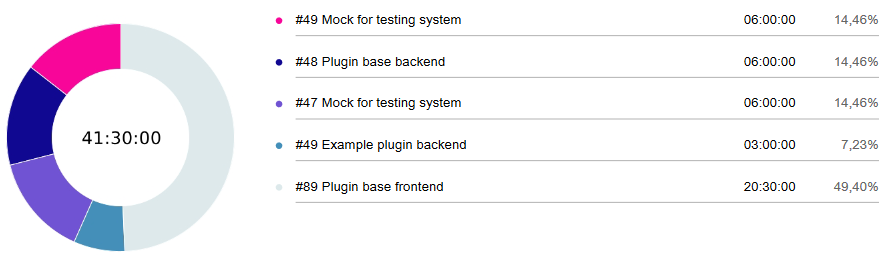 41:30:00
#49 Mock for testing system 06:00:00 14,46%
#48 Plugin base backend 06:00:00 14,46%
#47 Mock for testing system 06:00:00 14,46%
#49 Example plugin backend 03:00:00 7,23%
#89 Plugin base frontend 20:30:00 49,40%